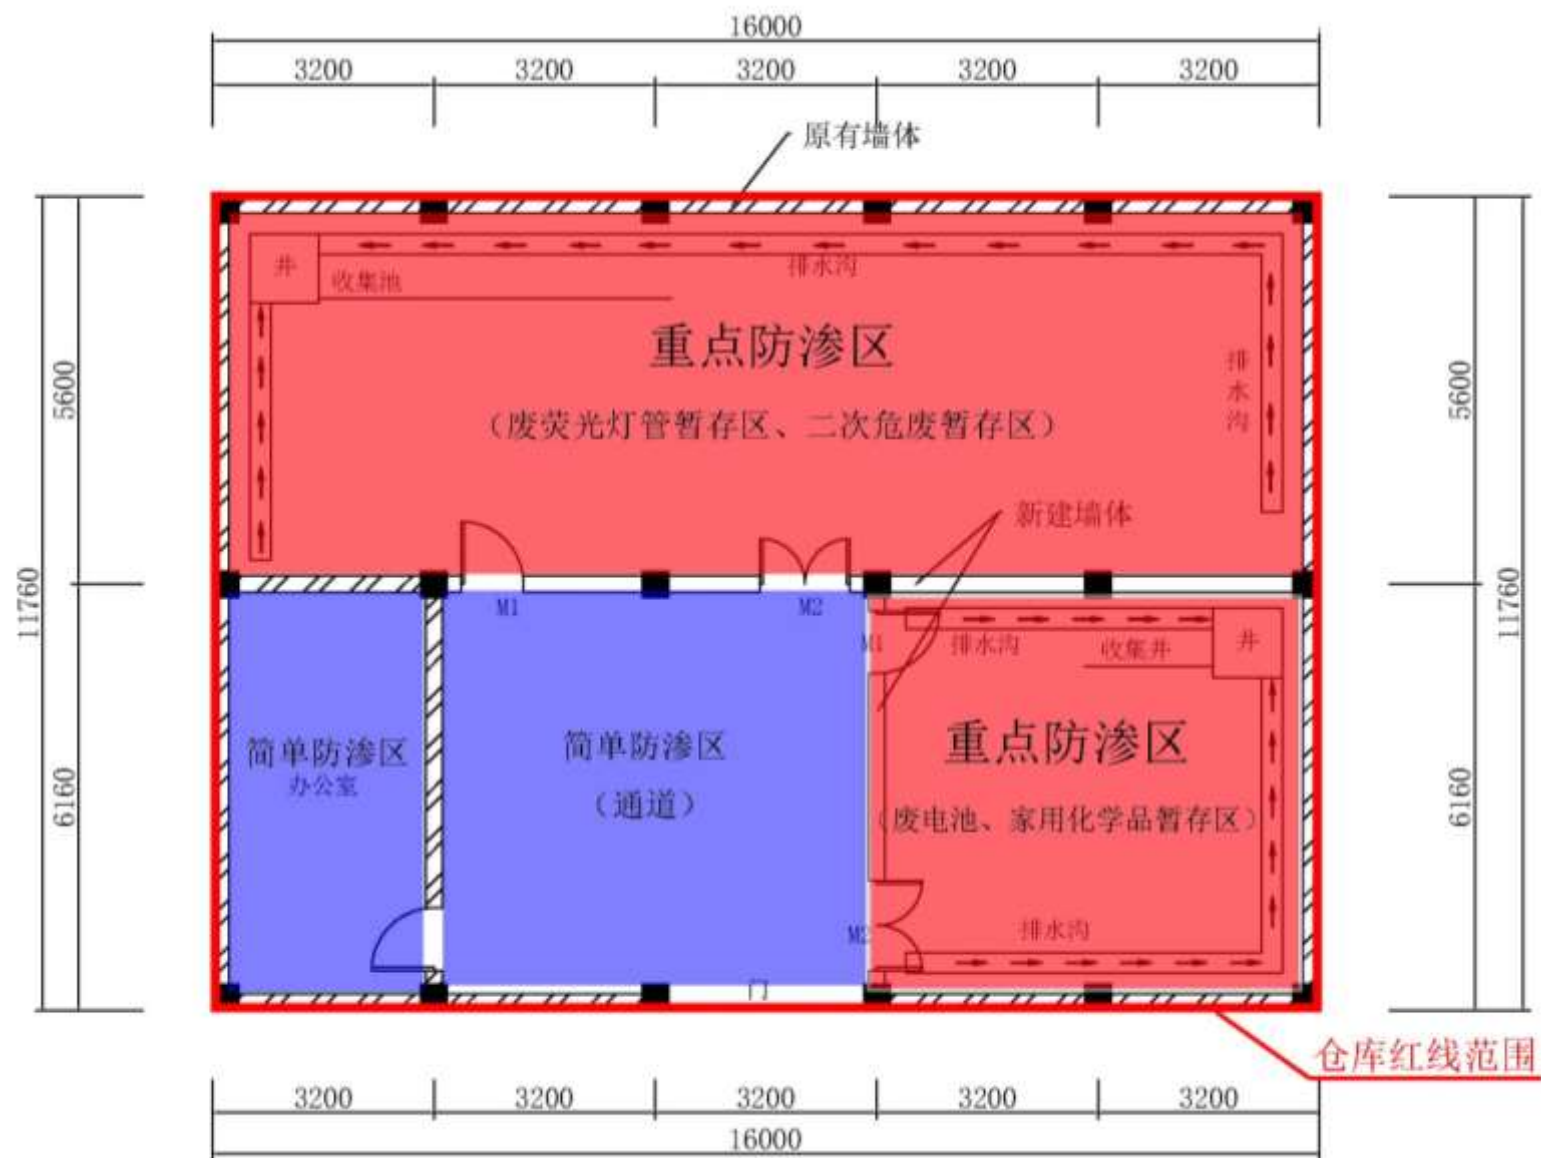 16000
3200 3200 3200 3200 3200
原有墙体
井
收集池
排水沟
重点防渗区
(废荧光灯管暂存区、二次危废暂存区)
排水沟
新建墙体
5600
11760
6160
5600
11760
6160
M1
M2
M1
排水沟
收集井
井
简单防渗区
办公室
简单防渗区
(通道)
重点防渗区
(废电池、家用化学品暂存区)
M2
排水沟
门
仓库红线范围
3200 3200 3200 3200 3200
16000